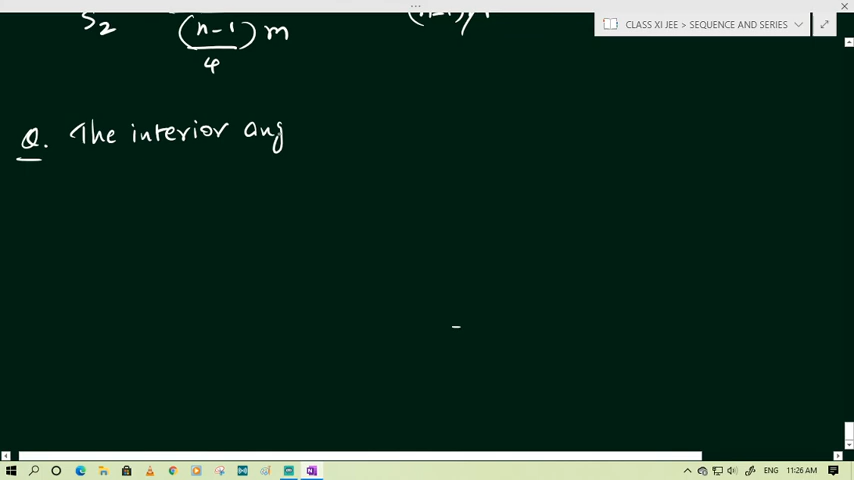 CLASS XI JEE > SEQUENCE AND SERIES
S2 (n-1) m
4
Q. The interior ang
ENG 11:26 AM